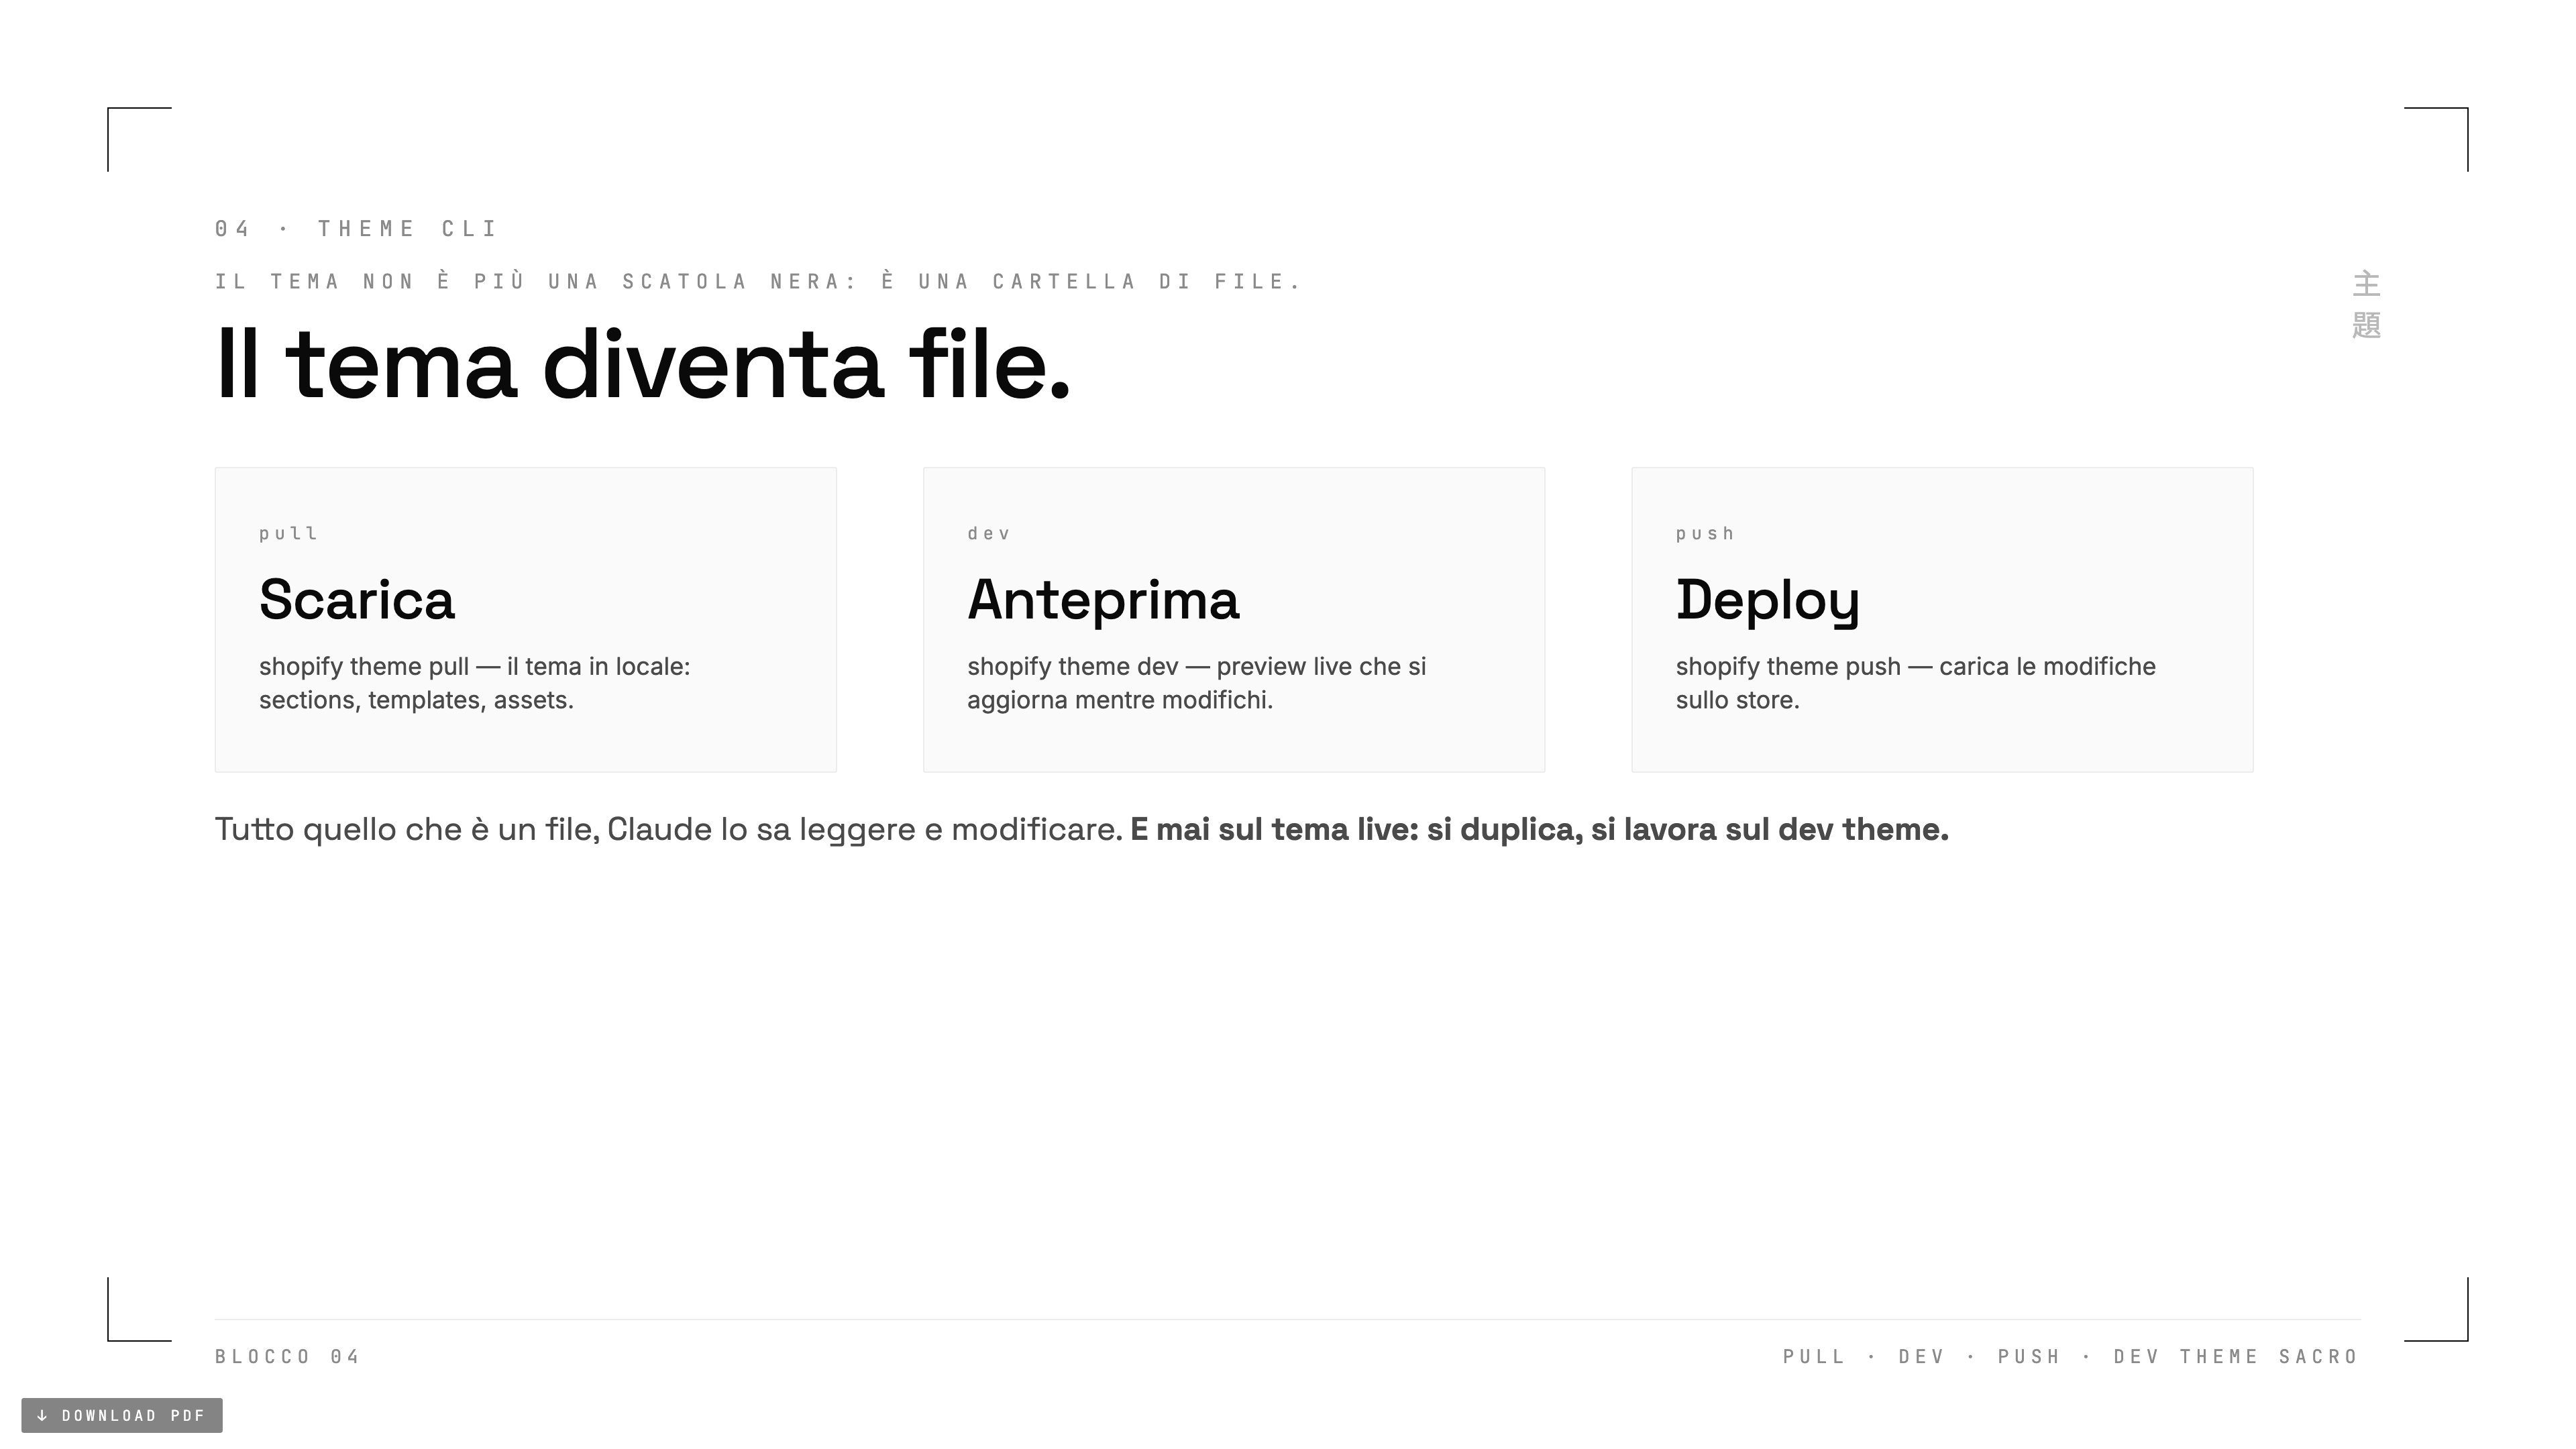 04 · THEME CLI
IL TEMA NON È PIÙ UNA SCATOLA NERA: È UNA CARTELLA DI FILE.
Il tema diventa file.
主題
pull
Scarica
shopify theme pull — il tema in locale:
sections, templates, assets.
dev
Anteprima
shopify theme dev — preview live che si
aggiorna mentre modifichi.
push
Deploy
shopify theme push — carica le modifiche
sullo store.
Tutto quello che è un file, Claude lo sa leggere e modificare. E mai sul tema live: si duplica, si lavora sul dev theme.
BLOCCO 04
PULL · DEV · PUSH · DEV THEME SACRO
↓ DOWNLOAD PDF